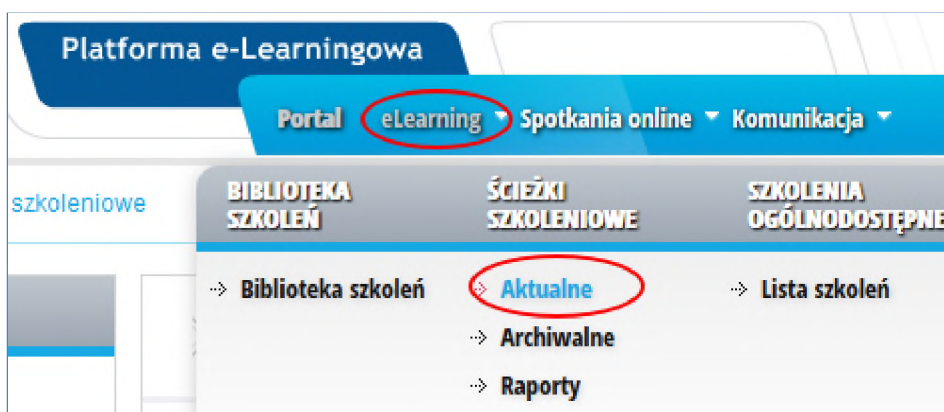 Platforma e-Learningowa
Portal eLearning Spotkania online Komunikacja
szkoleniowe
BIBLIOTEKA SZKOLEŃ
ŚCIEŻKI SZKOLENIOWE
SZKOLENIA OGÓLNODOSTĘPNE
Biblioteka szkoleń
Aktualne
Lista szkoleń
Archiwalne
Raporty